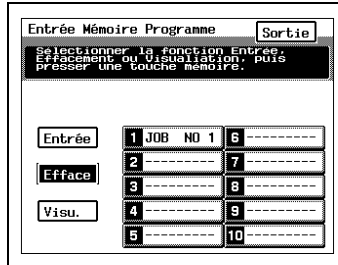 Entrée Mémoire Programme
Sortie
Sélectionner la fonction Entrée,
Effacement ou Visualiation, puis
presser une touche mémoire.
Entrée
1 JOB NO 1
6 ---------
2 ---------
7 ---------
Efface
3 ---------
8 ---------
Visu.
4 ---------
9 ---------
5 ---------
10 ---------